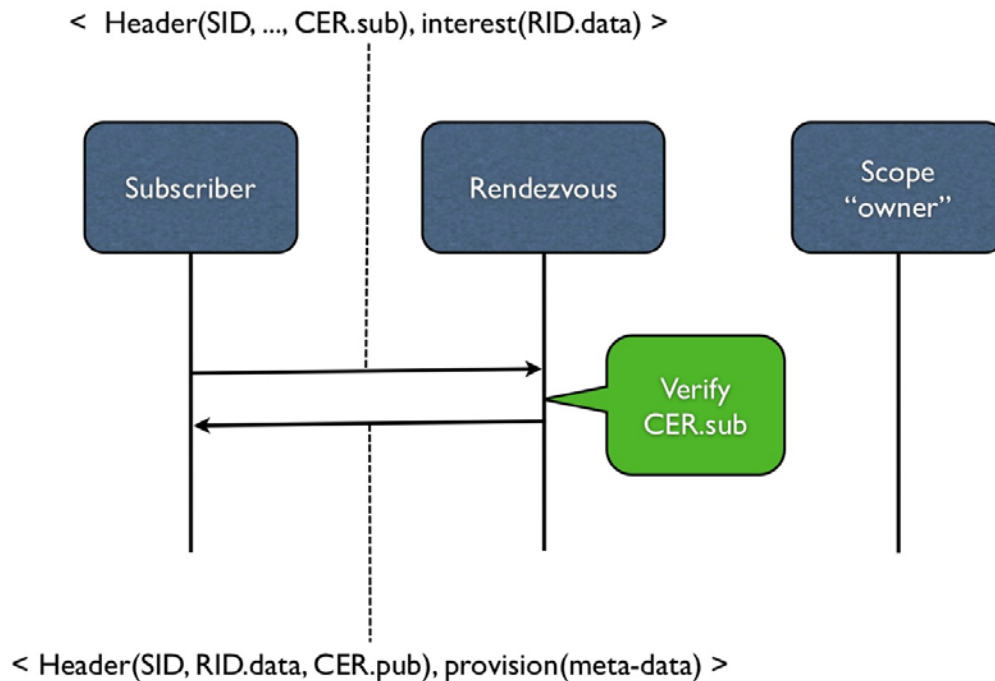 < Header(SID, ..., CER.sub), interest(RID.data) >
Subscriber
Rendezvous
Scope
“owner”
Verify
CER.sub
< Header(SID, RID.data, CER.pub), provision(meta-data) >